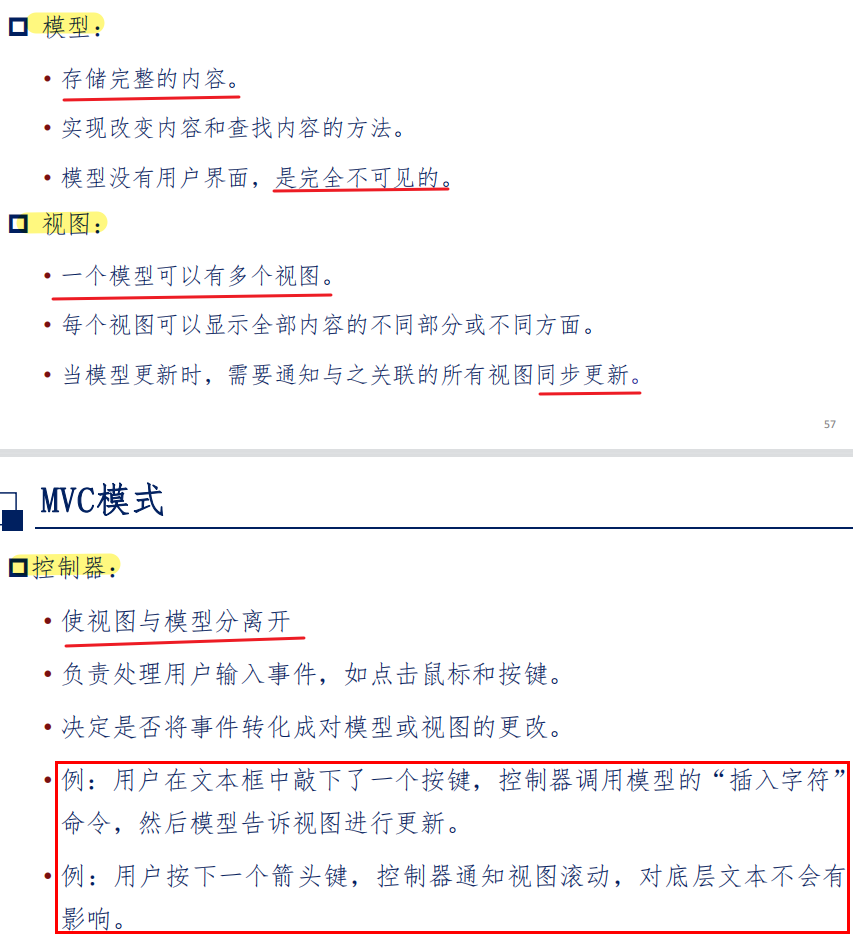 模型：
• 存储完整的内容。
• 实现改变内容和查找内容的方法。
• 模型没有用户界面，是完全不可见的。
视图：
• 一个模型可以有多个视图。
• 每个视图可以显示全部内容的不同部分或不同方面。
• 当模型更新时，需要通知与之关联的所有视图同步更新。
57
MVC模式
控制器：
• 使视图与模型分离开
• 负责处理用户输入事件，如点击鼠标和按键。
• 决定是否将事件转化成对模型或视图的更改。
• 例：用户在文本框中敲下了一个按键，控制器调用模型的“插入字符”
命令，然后模型告诉视图进行更新。
• 例：用户按下一个箭头键，控制器通知视图滚动，对底层文本不会有
影响。